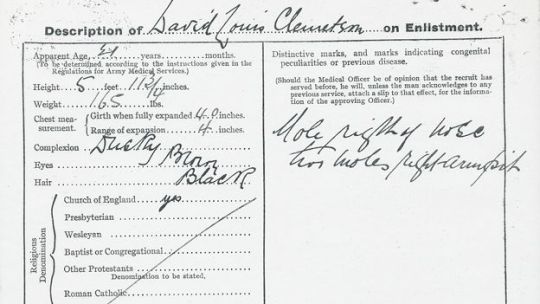 Description of David Louis Clemetson on Enlistment.
Apparent Age, years months.
(To be determined according to the instructions given in the
Regulations for Army Medical Services.)
Height 5 feet 11 3/4 inches.
Weight 165 lbs.
Chest mea-
surement.
Girth when fully expanded 40 inches.
Range of expansion 4 inches.
Complexion Dusky
Eyes Brown
Hair Black
Religious
Denomination
Church of England yes
Presbyterian
Wesleyan
Baptist or Congregational
Other Protestants
Denomination to be stated.
Roman Catholic
Distinctive marks, and marks indicating congenital
peculiarities or previous disease.
(Should the Medical Officer be of opinion that the recruit has
served before, he will, unless the man acknowledges to any
previous service, attach a slip to that effect, for the information
of the approving Officer.)
Mole right of nose
two moles right armpit